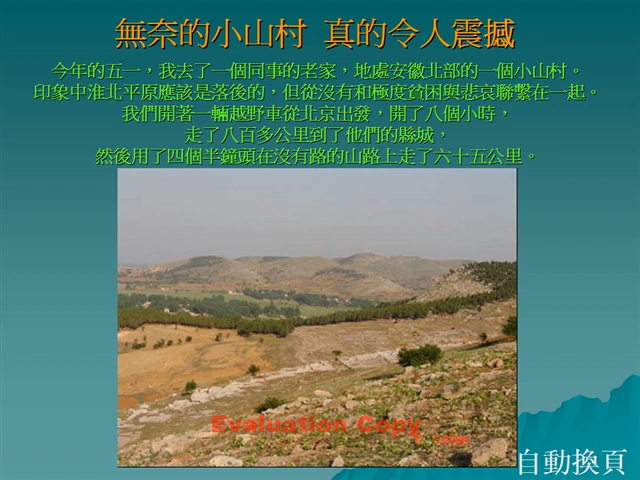 無奈的小山村 真的令人震撼
今年的五一，我去了一個同事的老家，地處安徽北部的一個小山村。
印象中淮北平原應該是落後的，但從沒有和極度貧困與悲哀聯繫在一起。
我們開著一輛越野車從北京出發，開了八個小時，
走了八百多公里到了他們的縣城，
然後用了四個半鐘頭在沒有路的山路上走了六十五公里。
Evaluation Copy
自動換頁